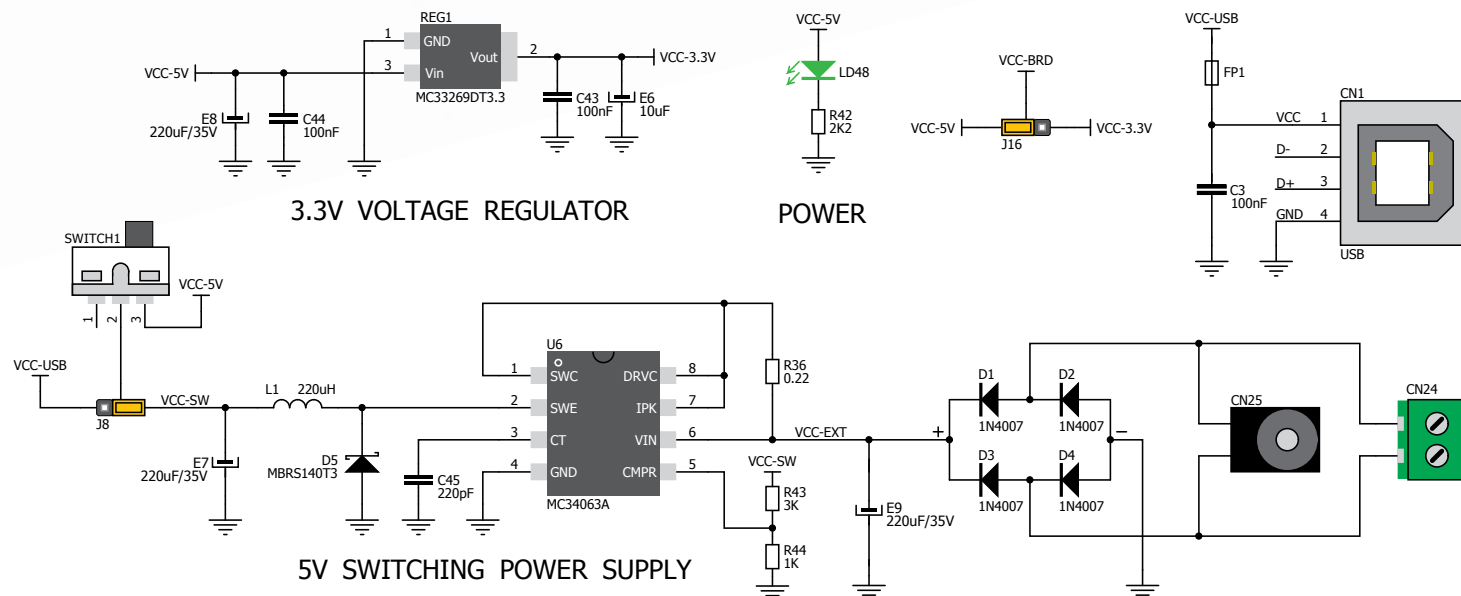 REG1
1
GND
Vout
2
VCC-5V
3
Vin
VCC-3.3V
MC33269DT3.3
E8
220uF/35V
C44
100nF
C43
100nF
E6
10uF
3.3V VOLTAGE REGULATOR
VCC-5V
LD48
R42
2K2
POWER
VCC-BRD
VCC-5V
VCC-3.3V
J16
VCC-USB
FP1
CN1
VCC 1
D- 2
D+ 3
GND 4
C3
100nF
USB
SWITCH1
VCC-5V
1
2
3
VCC-USB
VCC-SW
J8
L1 220uH
E7
220uF/35V
D5
MBRS140T3
C45
220pF
U6
1 SWC
DRVC 8
2 SWE
IPK 7
3 CT
VIN 6
4 GND
CMPR 5
MC34063A
R36
0.22
VCC-EXT
VCC-SW
R43
3K
R44
1K
E9
220uF/35V
5V SWITCHING POWER SUPPLY
D1
1N4007
D2
1N4007
+
-
D3
1N4007
D4
1N4007
CN25
CN24